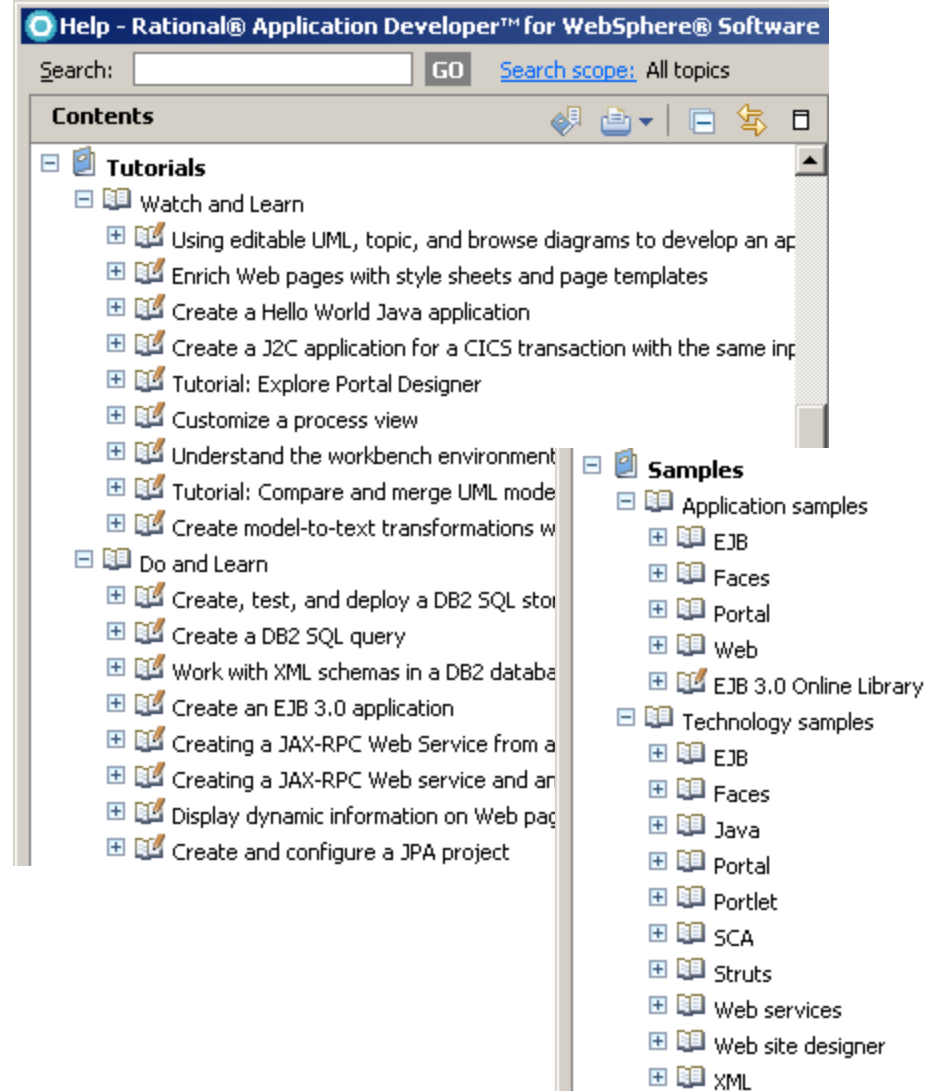 Help - Rational® Application Developer™ for WebSphere® Software
Search: GO Search scope: All topics
Contents
Tutorials
Watch and Learn
Using editable UML, topic, and browse diagrams to develop an ap
Enrich Web pages with style sheets and page templates
Create a Hello World Java application
Create a J2C application for a CICS transaction with the same inp
Tutorial: Explore Portal Designer
Customize a process view
Understand the workbench environment
Tutorial: Compare and merge UML mode
Create model-to-text transformations w
Do and Learn
Create, test, and deploy a DB2 SQL stor
Create a DB2 SQL query
Work with XML schemas in a DB2 databa
Create an EJB 3.0 application
Creating a JAX-RPC Web Service from a
Creating a JAX-RPC Web service and an
Display dynamic information on Web pag
Create and configure a JPA project
Samples
Application samples
EJB
Faces
Portal
Web
EJB 3.0 Online Library
Technology samples
EJB
Faces
Java
Portal
Portlet
SCA
Struts
Web services
Web site designer
XML